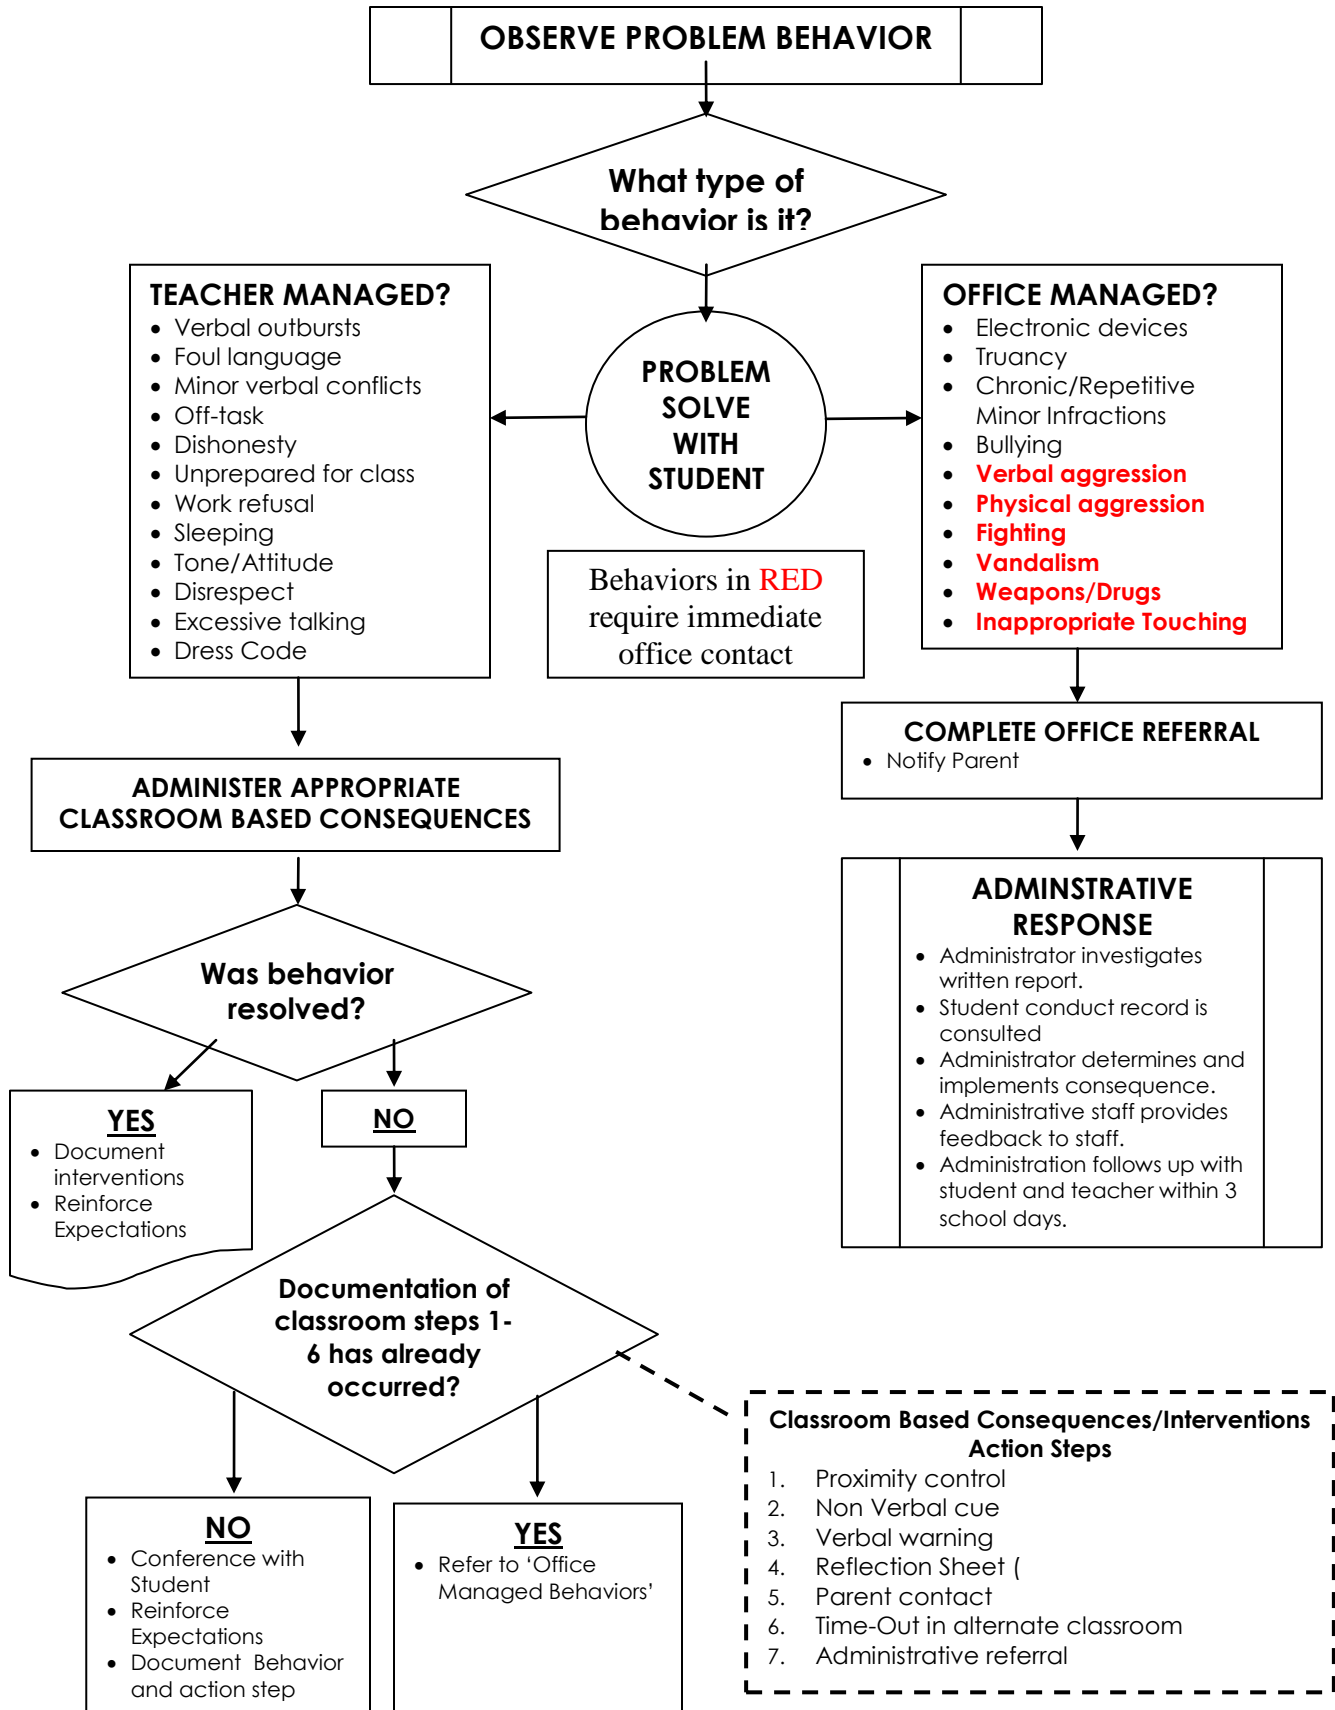 OBSERVE PROBLEM BEHAVIOR
What type of
behavior is it?
TEACHER MANAGED?
• Verbal outbursts
• Foul language
• Minor verbal conflicts
• Off-task
• Dishonesty
• Unprepared for class
• Work refusal
• Sleeping
• Tone/Attitude
• Disrespect
• Excessive talking
• Dress Code
PROBLEM
SOLVE
WITH
STUDENT
Behaviors in RED
require immediate
office contact
OFFICE MANAGED?
• Electronic devices
• Truancy
• Chronic/Repetitive
Minor Infractions
• Bullying
• Verbal aggression
• Physical aggression
• Fighting
• Vandalism
• Weapons/Drugs
• Inappropriate Touching
COMPLETE OFFICE REFERRAL
• Notify Parent
ADMINSTRATIVE
RESPONSE
• Administrator investigates
written report.
• Student conduct record is
consulted
• Administrator determines and
implements consequence.
• Administrative staff provides
feedback to staff.
• Administration follows up with
student and teacher within 3
school days.
ADMINISTER APPROPRIATE
CLASSROOM BASED CONSEQUENCES
Was behavior
resolved?
YES
• Document
interventions
• Reinforce
Expectations
NO
Documentation of
classroom steps 1-
6 has already
occurred?
NO
• Conference with
Student
• Reinforce
Expectations
• Document Behavior
and action step
YES
• Refer to ‘Office
Managed Behaviors’
Classroom Based Consequences/Interventions
Action Steps
1. Proximity control
2. Non Verbal cue
3. Verbal warning
4. Reflection Sheet (
5. Parent contact
6. Time-Out in alternate classroom
7. Administrative referral